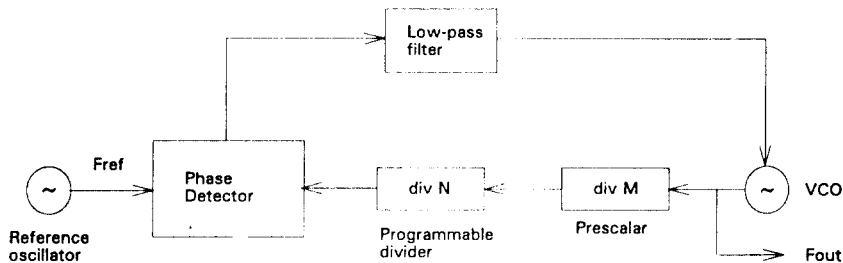 Low-pass
filter
Fref
~
Phase
Detector
div N
div M
~
VCO
Reference
oscillator
Programmable
divider
Prescalar
Fout